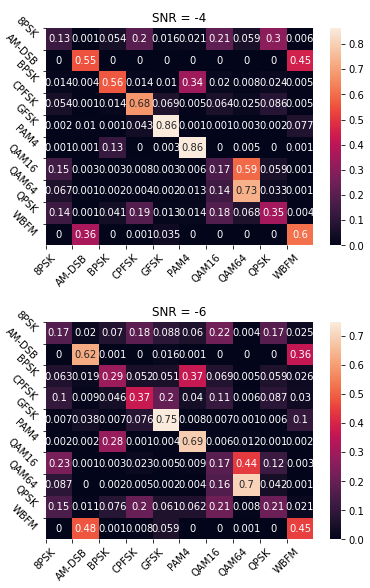 SNR = -4
8PSK 0.13 0.001 0.054 0.2 0.016 0.021 0.21 0.059 0.3 0.006
AM-DSB 0 0.55 0 0 0 0 0 0 0 0.45
BPSK 0.014 0.004 0.56 0.014 0.01 0.34 0.02 0.008 0.024 0.005
CPFSK 0.054 0.001 0.014 0.68 0.069 0.005 0.064 0.025 0.086 0.005
GFSK 0.002 0.01 0.001 0.043 0.86 0.001 0.001 0.003 0.002 0.077
PAM4 0.001 0.001 0.13 0 0.003 0.86 0 0.005 0 0.001
QAM16 0.15 0.003 0.003 0.008 0.003 0.006 0.17 0.59 0.059 0.001
QAM64 0.067 0.001 0.002 0.004 0.002 0.013 0.14 0.73 0.033 0.001
QPSK 0.14 0.001 0.041 0.19 0.013 0.014 0.18 0.068 0.35 0.004
WBFM 0 0.36 0 0.001 0.035 0 0 0 0 0.6
8PSK AM-DSB BPSK CPFSK GFSK PAM4 QAM16 QAM64 QPSK WBFM
0.8
0.7
0.6
0.5
0.4
0.3
0.2
0.1
0.0
SNR = -6
8PSK 0.17 0.02 0.07 0.18 0.088 0.06 0.22 0.004 0.17 0.025
AM-DSB 0 0.62 0.001 0 0.016 0.001 0 0 0 0.36
BPSK 0.063 0.019 0.29 0.052 0.051 0.37 0.069 0.005 0.059 0.026
CPFSK 0.1 0.009 0.046 0.37 0.2 0.04 0.11 0.006 0.087 0.03
GFSK 0.007 0.038 0.007 0.076 0.75 0.008 0.007 0.001 0.006 0.1
PAM4 0.002 0.002 0.28 0.001 0.004 0.69 0.006 0.012 0.001 0.002
QAM16 0.23 0.001 0.003 0.023 0.005 0.009 0.17 0.44 0.12 0.003
QAM64 0.087 0 0.002 0.005 0.002 0.004 0.16 0.7 0.042 0.001
QPSK 0.15 0.011 0.076 0.2 0.061 0.062 0.21 0.008 0.21 0.021
WBFM 0 0.48 0.001 0.008 0.059 0 0 0.001 0 0.45
8PSK AM-DSB BPSK CPFSK GFSK PAM4 QAM16 QAM64 QPSK WBFM
0.7
0.6
0.5
0.4
0.3
0.2
0.1
0.0